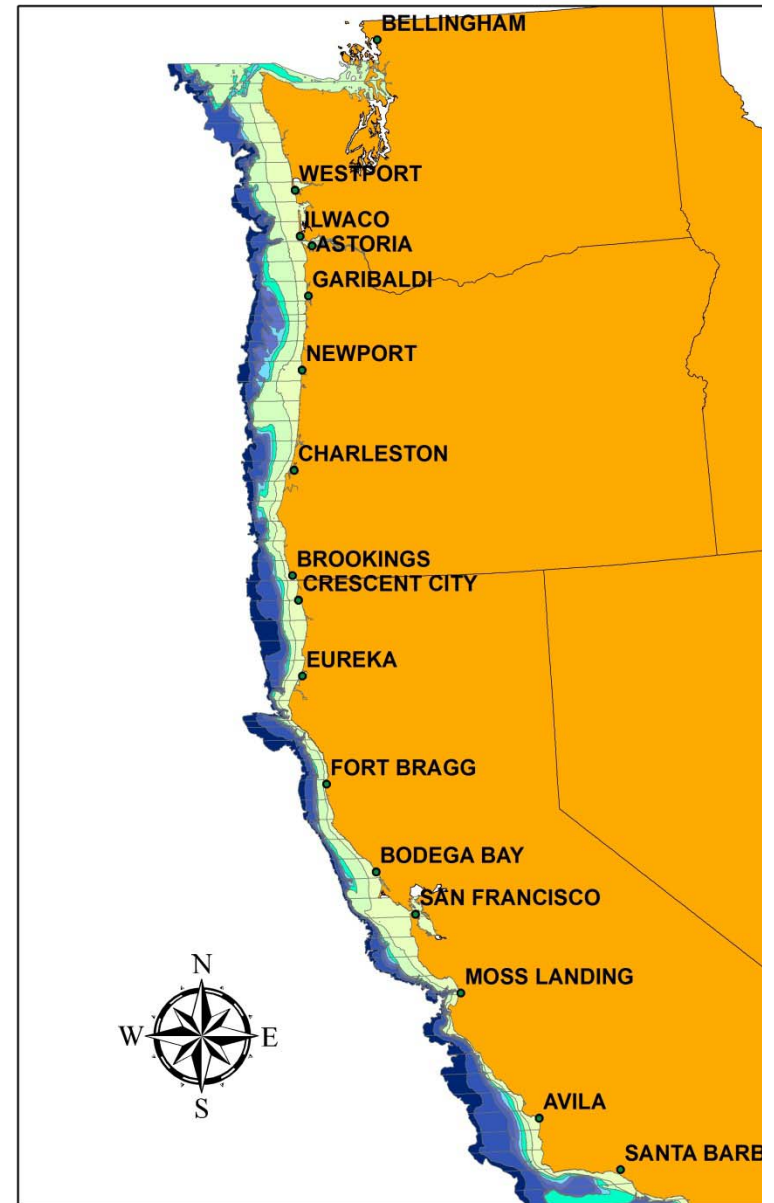 BELLINGHAM
WESTPORT
ILWACO
ASTORIA
GARIBALDI
NEWPORT
CHARLESTON
BROOKINGS
CRESCENT CITY
EUREKA
FORT BRAGG
BODEGA BAY
SAN FRANCISCO
N
MOSS LANDING
W E
S
AVILA
SANTA BARB